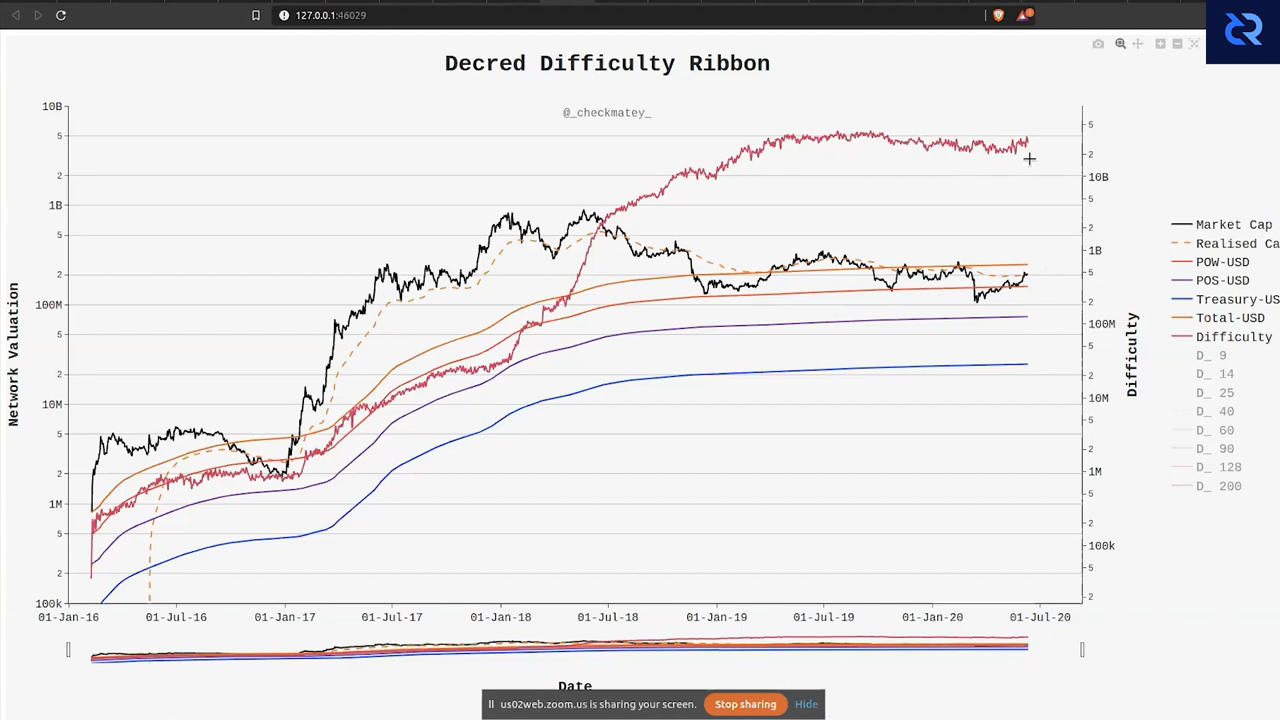 127.0.0.1:46029
Decred Difficulty Ribbon
@_checkmatey_
10B
5
2
1B
5
2
100M
5
2
10M
5
2
1M
5
2
100k
Network Valuation
5
2
10B
5
2
1B
5
2
100M
5
2
10M
5
2
1M
5
2
100k
5
2
Difficulty
Market Cap
Realised Ca
POW-USD
POS-USD
Treasury-US
Total-USD
Difficulty
D_ 9
D_ 14
D_ 25
D_ 40
D_ 60
D_ 90
D_ 128
D_ 200
01-Jan-16
01-Jul-16
01-Jan-17
01-Jul-17
01-Jan-18
01-Jul-18
01-Jan-19
01-Jul-19
01-Jan-20
01-Jul-20
Date
us02web.zoom.us is sharing your screen.
Stop sharing
Hide